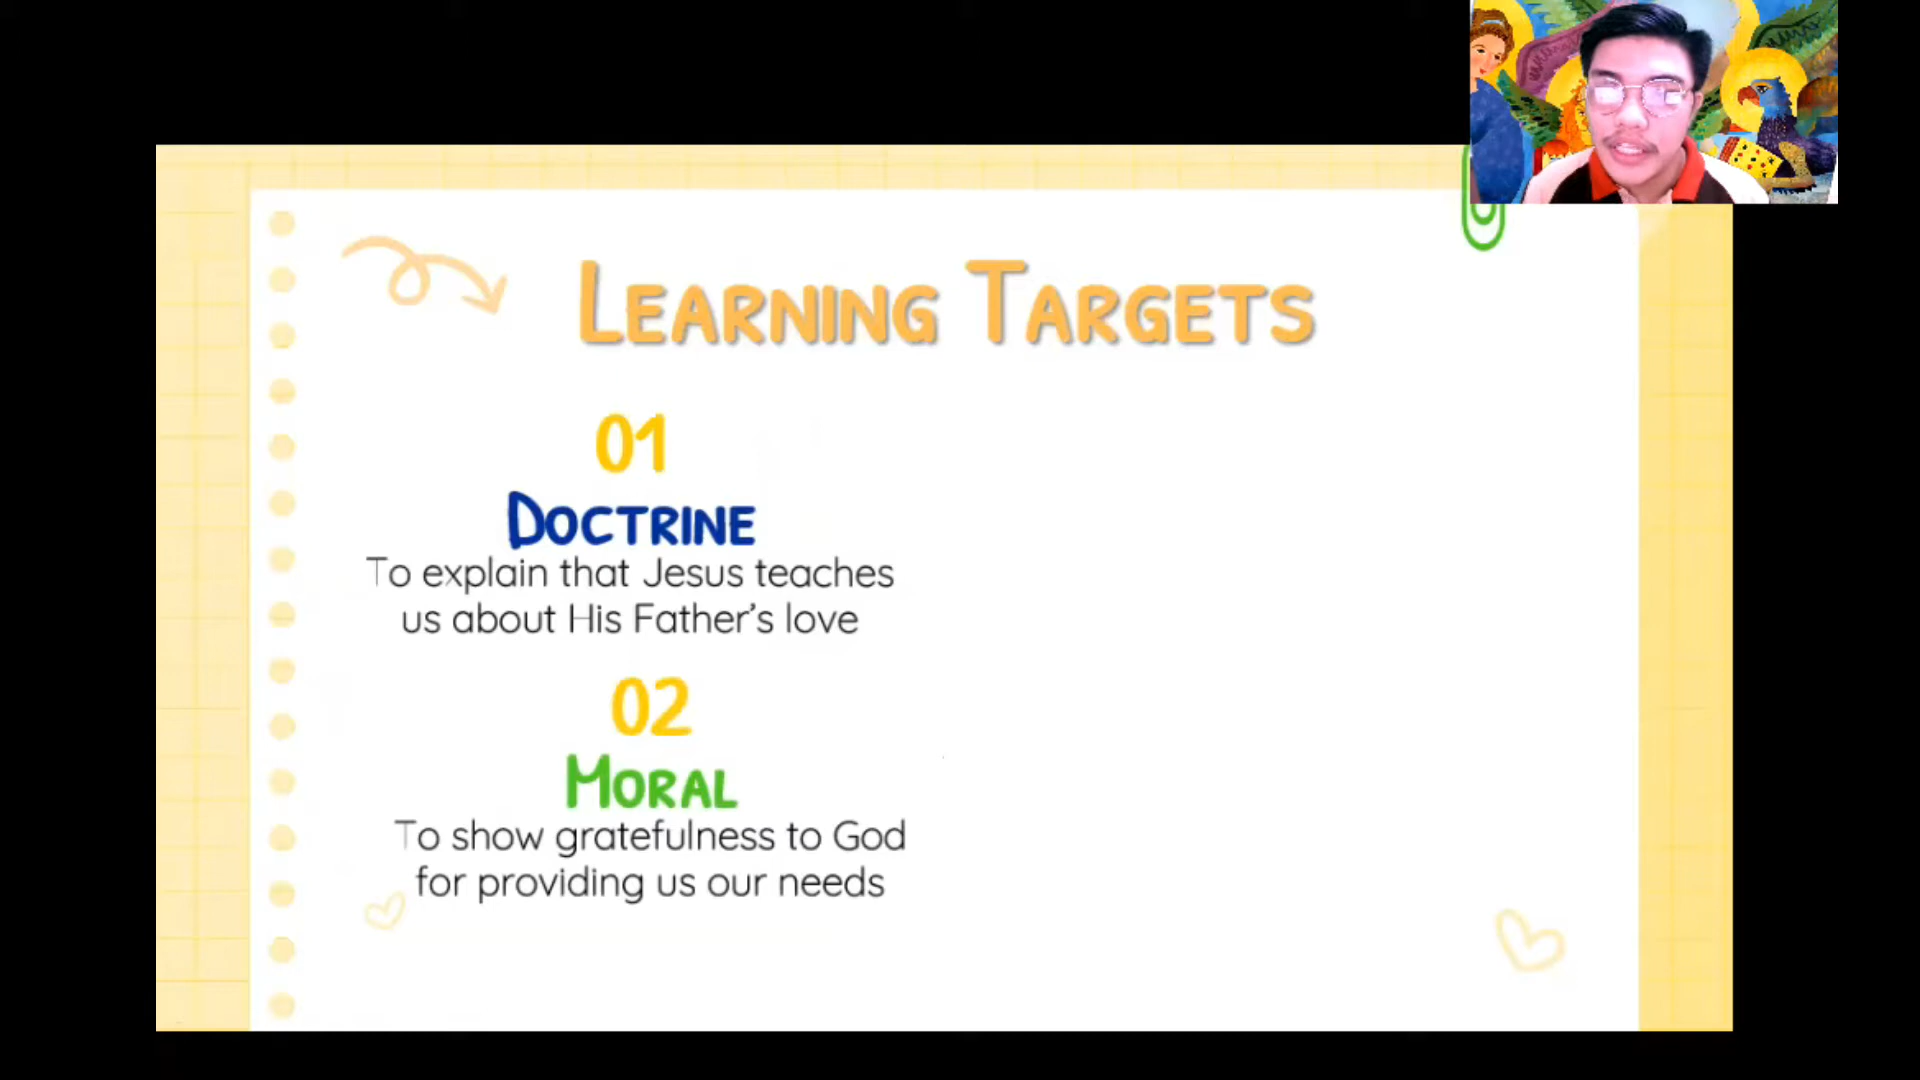 LEARNING TARGETS
01
DOCTRINE
To explain that Jesus teaches
us about His Father's love
02
MORAL
To show gratefulness to God
for providing us our needs